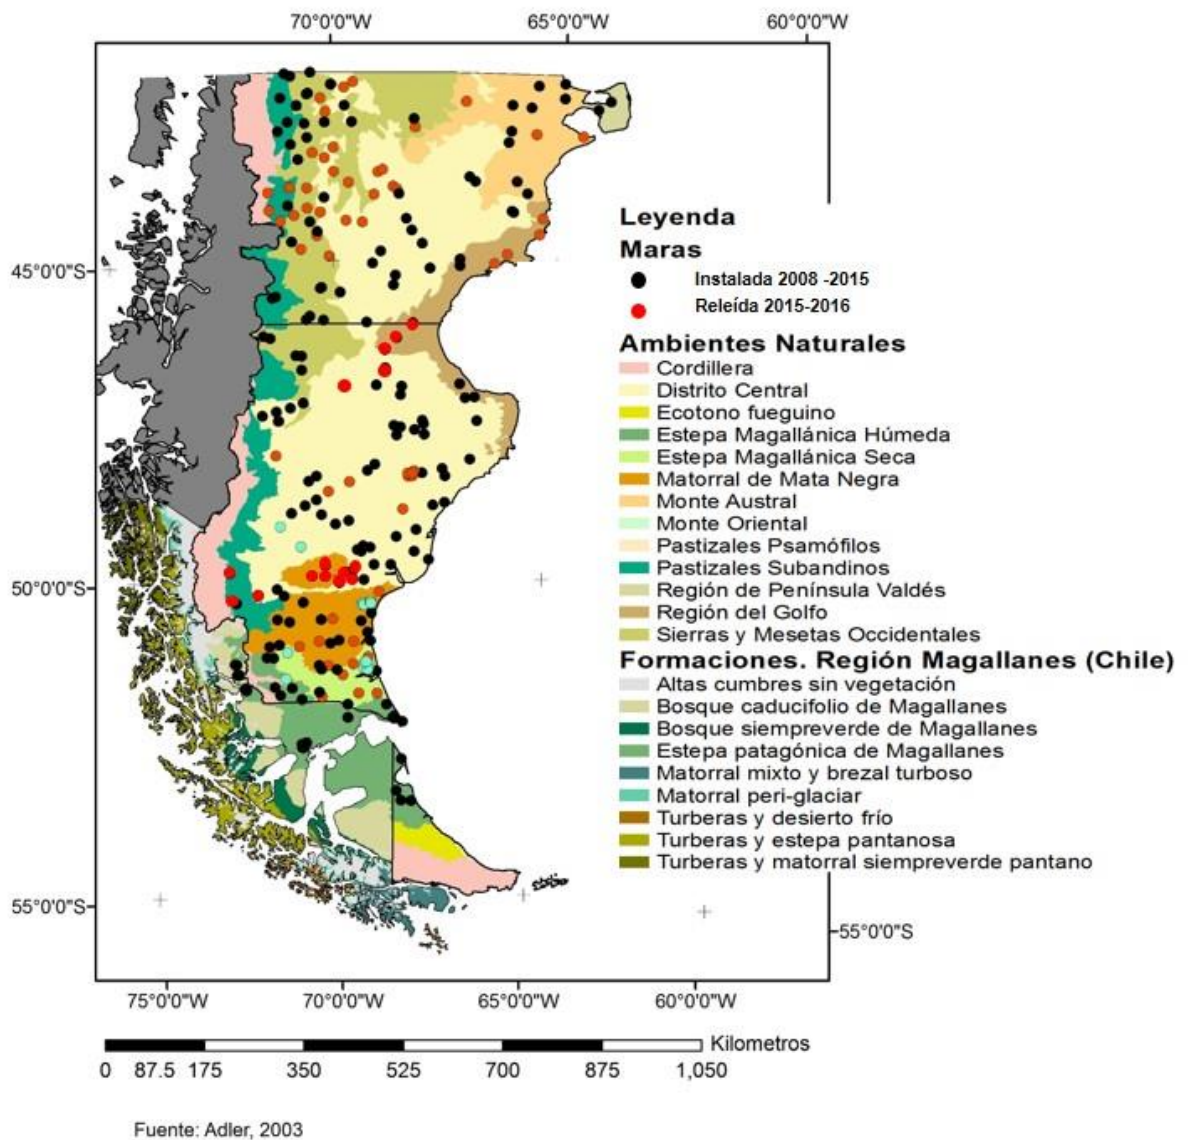 70°0'0"W 65°0'0"W 60°0'0"W
Leyenda
Maras
45°0'0"S
Instalada 2008 -2015
Releída 2015-2016
Ambientes Naturales
Cordillera
Distrito Central
Ecotono fueguino
Estepa Magallánica Húmeda
Estepa Magallánica Seca
Matorral de Mata Negra
Monte Austral
Monte Oriental
Pastizales Psamófilos
Pastizales Subandinos
50°0'0"S
Región de Península Valdés
Región del Golfo
Sierras y Mesetas Occidentales
Formaciones. Región Magallanes (Chile)
Altas cumbres sin vegetación
Bosque caducifolio de Magallanes
Bosque siempreverde de Magallanes
Estepa patagónica de Magallanes
Matorral mixto y brezal turboso
Matorral peri-glaciar
Turberas y desierto frío
Turberas y estepa pantanosa
Turberas y matorral siempreverde pantano
55°0'0"S
55°0'0"S
75°0'0"W 70°0'0"W 65°0'0"W 60°0'0"W
Kilometros
0 87.5 175 350 525 700 875 1,050
Fuente: Adler, 2003